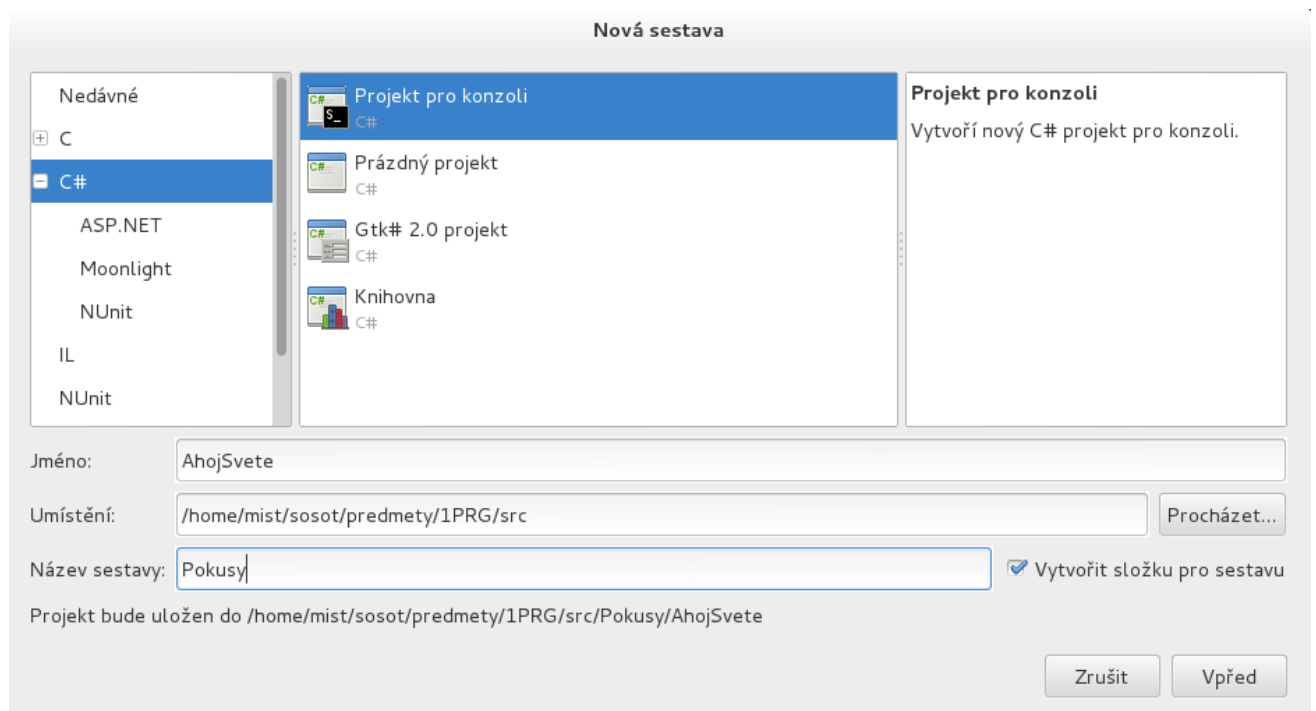 Nová sestava
Nedávné
C
C#
ASP.NET
Moonlight
NUnit
IL
NUnit
Projekt pro konzoli
C#
Prázdný projekt
C#
Gtk# 2.0 projekt
C#
Knihovna
C#
Projekt pro konzoli
Vytvoří nový C# projekt pro konzoli.
Jméno: AhojSvete
Umístění: /home/mist/sosot/predmety/1PRG/src Procházet...
Název sestavy: Pokusy Vytvořit složku pro sestavu
Projekt bude uložen do /home/mist/sosot/predmety/1PRG/src/Pokusy/AhojSvete
Zrušit Vpřed